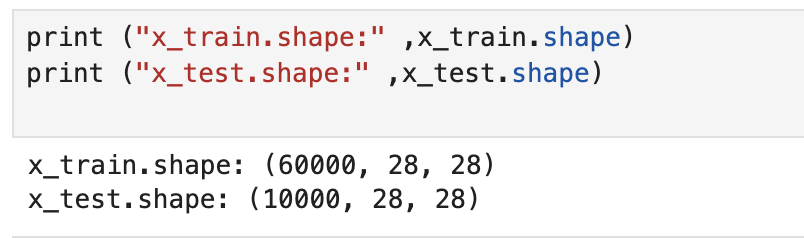 print ("x_train.shape:" ,x_train.shape)
print ("x_test.shape:" ,x_test.shape)
x_train.shape: (60000, 28, 28)
x_test.shape: (10000, 28, 28)